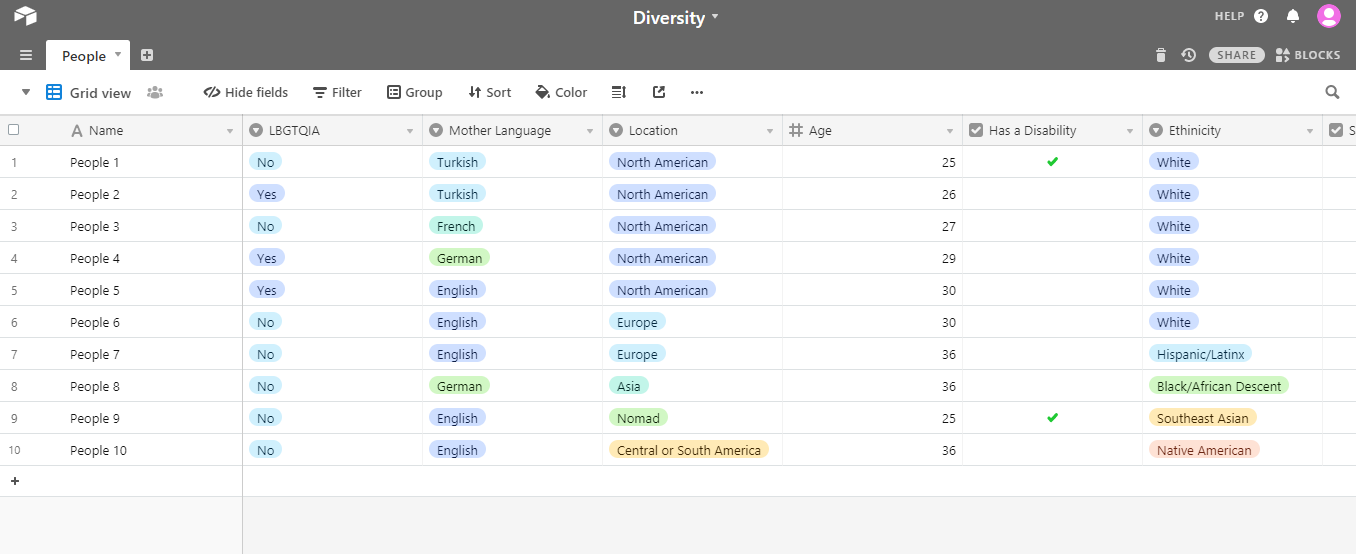 Diversity
HELP
People
SHARE BLOCKS
Grid view Hide fields Filter Group Sort Color
Name LBGTQIA Mother Language Location Age Has a Disability Ethinicity S
1 People 1 No Turkish North American 25 White
2 People 2 Yes Turkish North American 26 White
3 People 3 No French North American 27 White
4 People 4 Yes German North American 29 White
5 People 5 Yes English North American 30 White
6 People 6 No English Europe 30 White
7 People 7 No English Europe 36 Hispanic/Latinx
8 People 8 No German Asia 36 Black/African Descent
9 People 9 No English Nomad 25 Southeast Asian
10 People 10 No English Central or South America 36 Native American